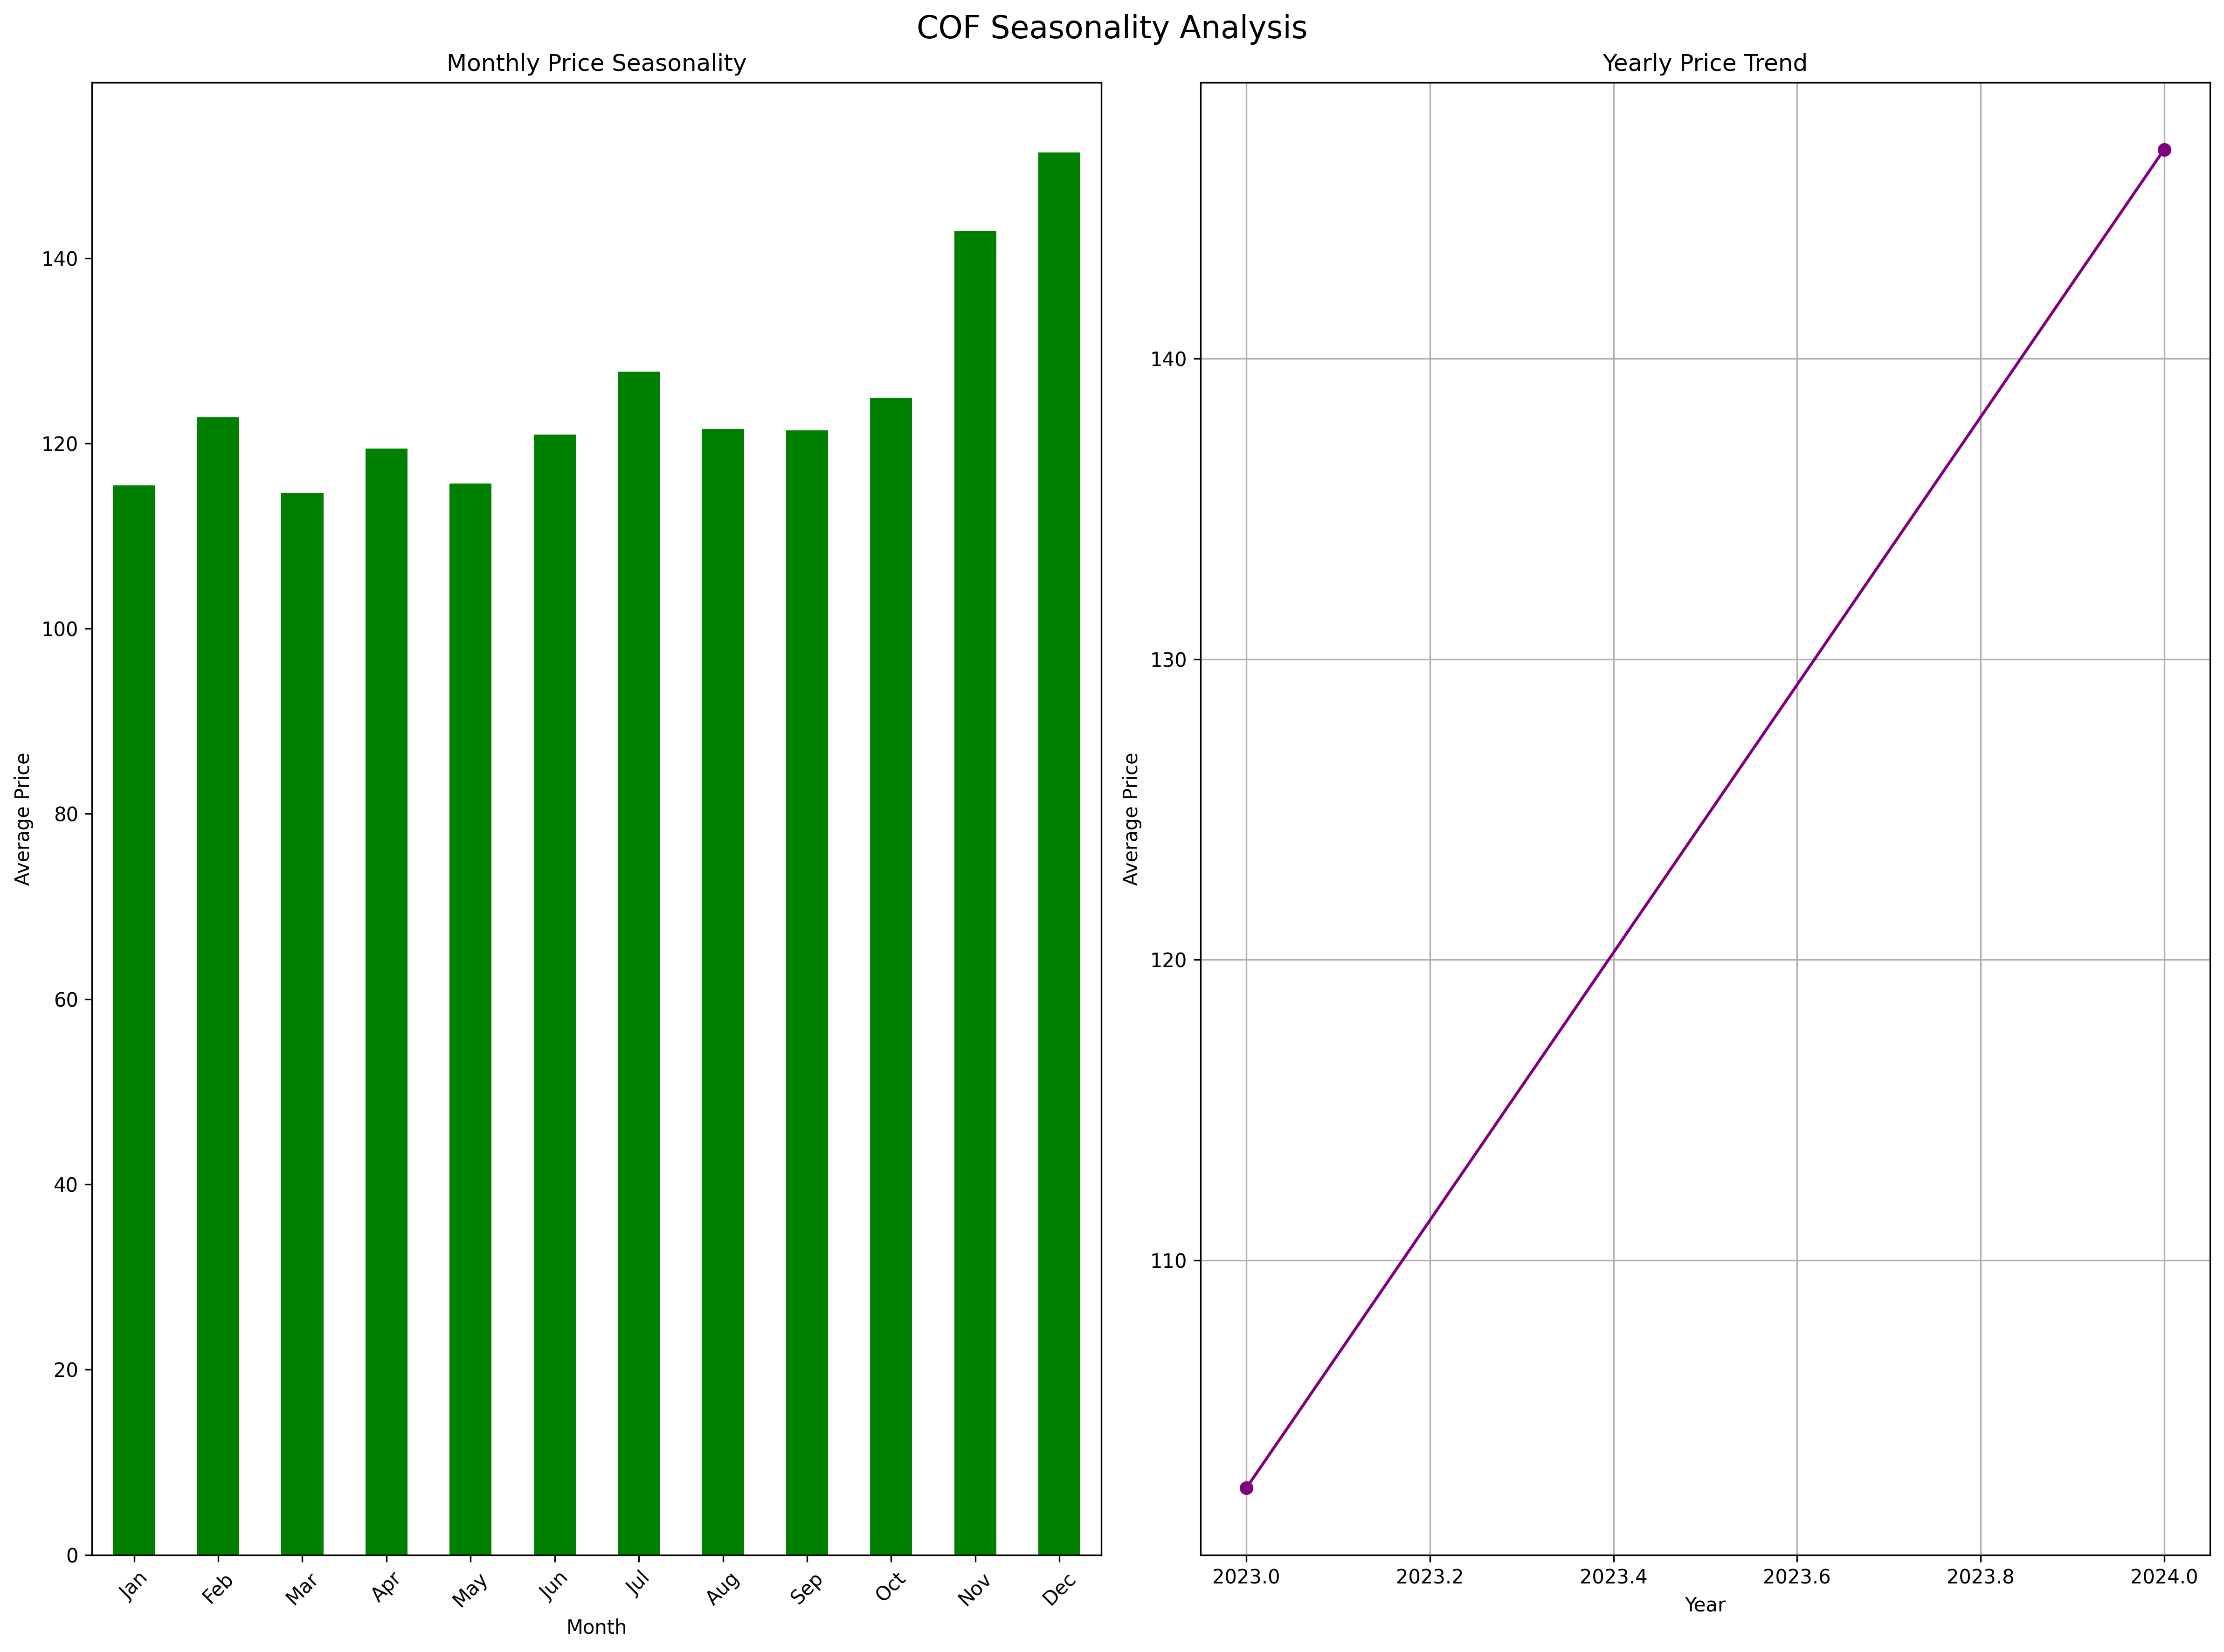 COF Seasonality Analysis
Monthly Price Seasonality
Average Price
140
120
100
80
60
40
20
0
Jan
Feb
Mar
Apr
May
Jun
Jul
Aug
Sep
Oct
Nov
Dec
Month
Yearly Price Trend
Average Price
140
130
120
110
2023.0
2023.2
2023.4
2023.6
2023.8
2024.0
Year